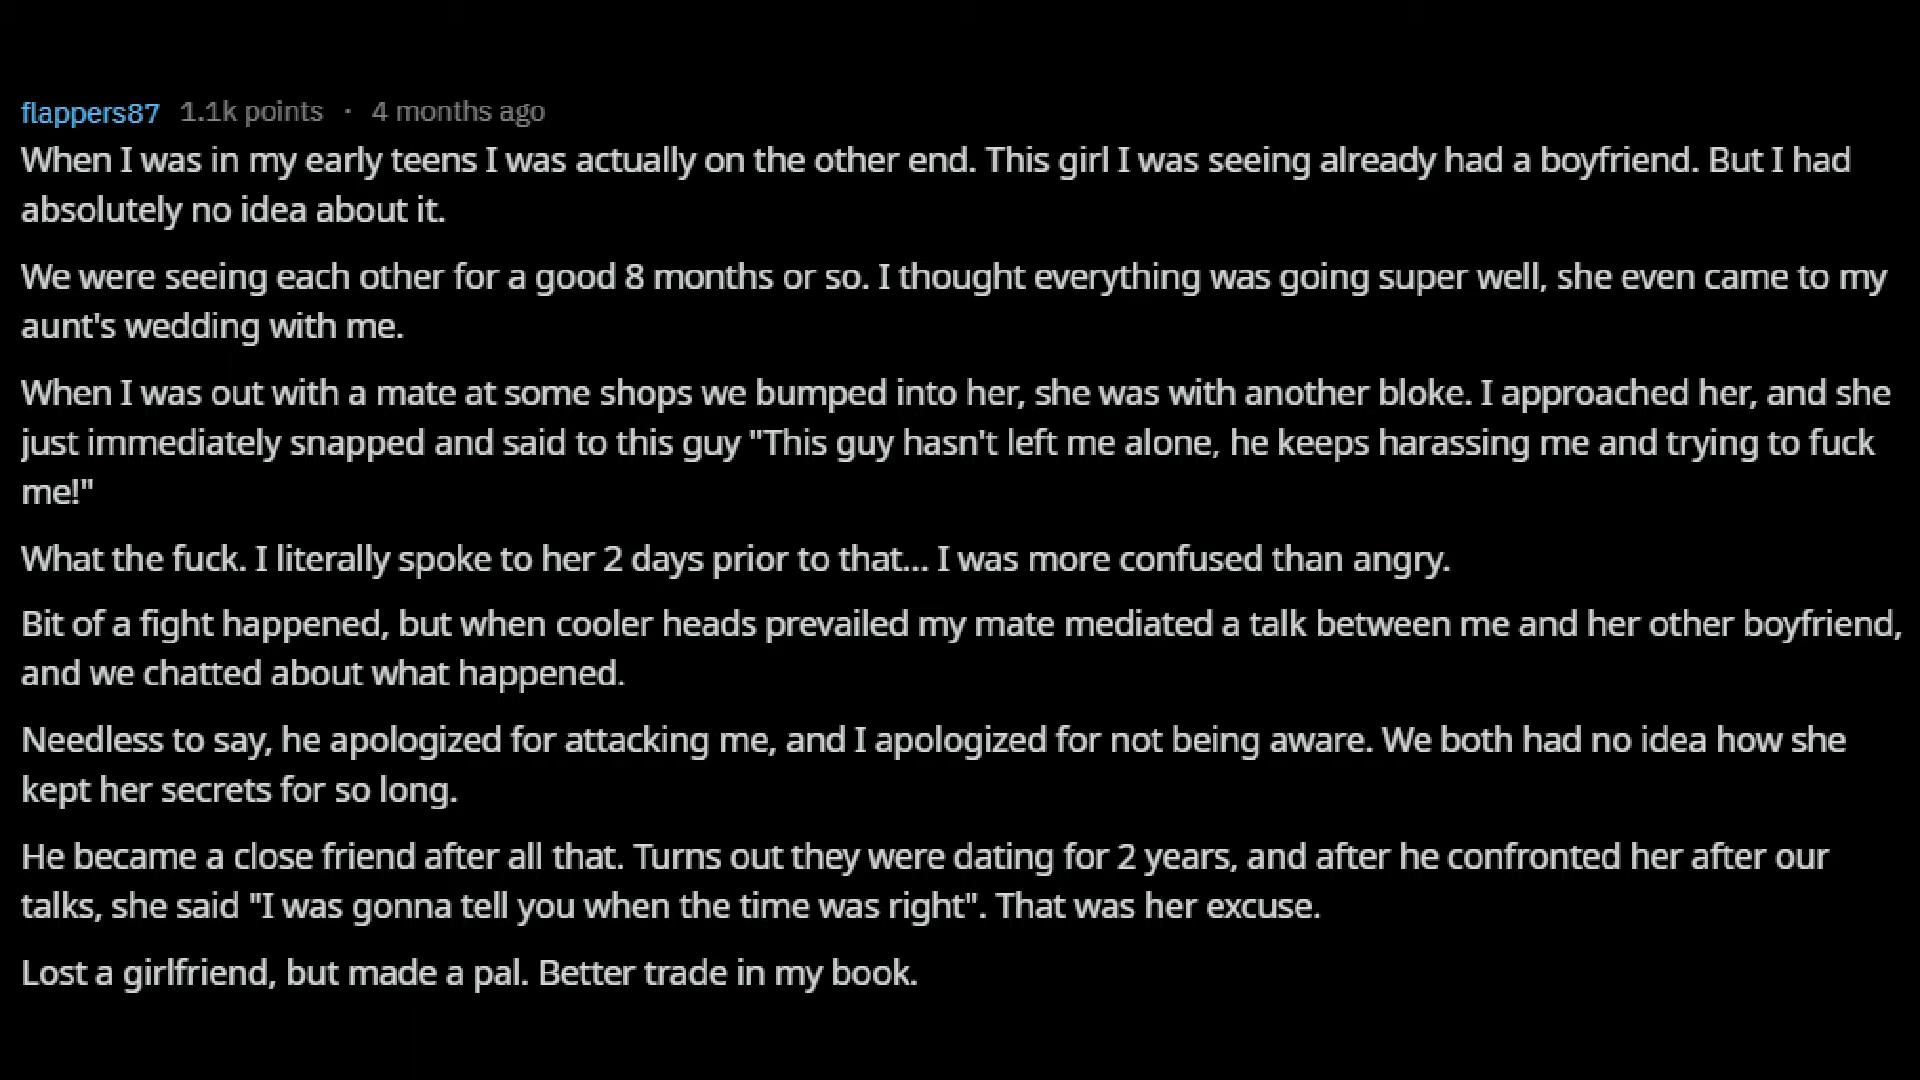 flappers87 1.1k points · 4 months ago
When I was in my early teens I was actually on the other end. This girl I was seeing already had a boyfriend. But I had
absolutely no idea about it.
We were seeing each other for a good 8 months or so. I thought everything was going super well, she even came to my
aunt's wedding with me.
When I was out with a mate at some shops we bumped into her, she was with another bloke. I approached her, and she
just immediately snapped and said to this guy "This guy hasn't left me alone, he keeps harassing me and trying to fuck
me!"
What the fuck. I literally spoke to her 2 days prior to that... I was more confused than angry.
Bit of a fight happened, but when cooler heads prevailed my mate mediated a talk between me and her other boyfriend,
and we chatted about what happened.
Needless to say, he apologized for attacking me, and I apologized for not being aware. We both had no idea how she
kept her secrets for so long.
He became a close friend after all that. Turns out they were dating for 2 years, and after he confronted her after our
talks, she said "I was gonna tell you when the time was right". That was her excuse.
Lost a girlfriend, but made a pal. Better trade in my book.